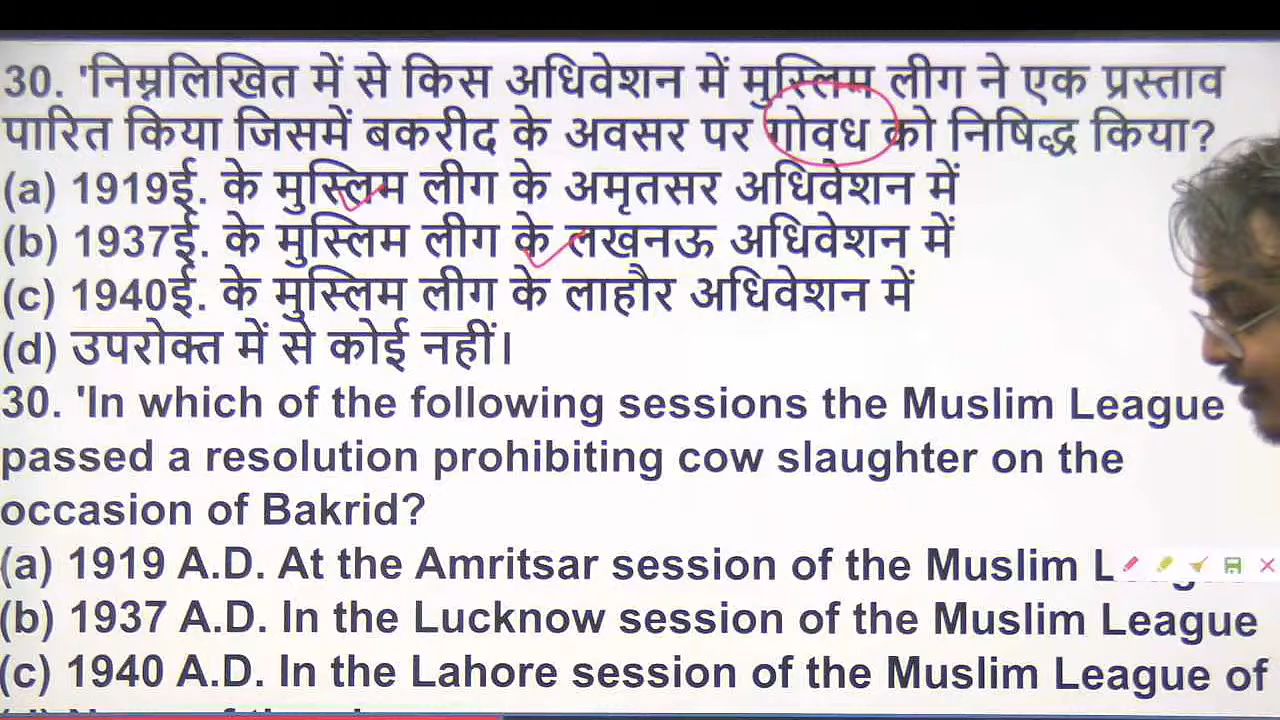 30. 'निम्नलिखित में से किस अधिवेशन में मुस्लिम लीग ने एक प्रस्ताव
पारित किया जिसमें बकरीद के अवसर पर गोवध को निषिद्ध किया?
(a) 1919ई. के मुस्लिम लीग के अमृतसर अधिवेशन में
(b) 1937ई. के मुस्लिम लीग के लखनऊ अधिवेशन में
(c) 1940ई. के मुस्लिम लीग के लाहौर अधिवेशन में
(d) उपरोक्त में से कोई नहीं।
30. 'In which of the following sessions the Muslim League
passed a resolution prohibiting cow slaughter on the
occasion of Bakrid?
(a) 1919 A.D. At the Amritsar session of the Muslim
(b) 1937 A.D. In the Lucknow session of the Muslim League
(c) 1940 A.D. In the Lahore session of the Muslim League of